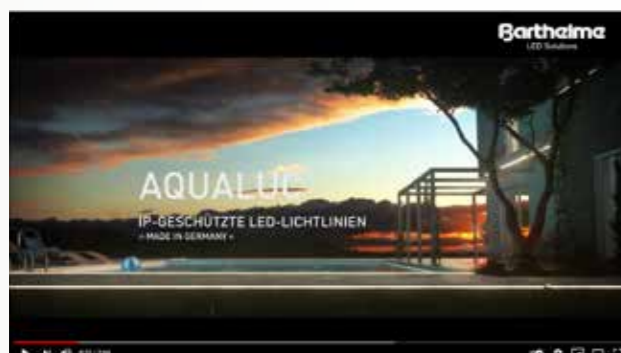 Barthelme
LED Solutions
AQUALUC
IP-GESCHÜTZTE LED-LICHTLINIEN
» MADE IN GERMANY «